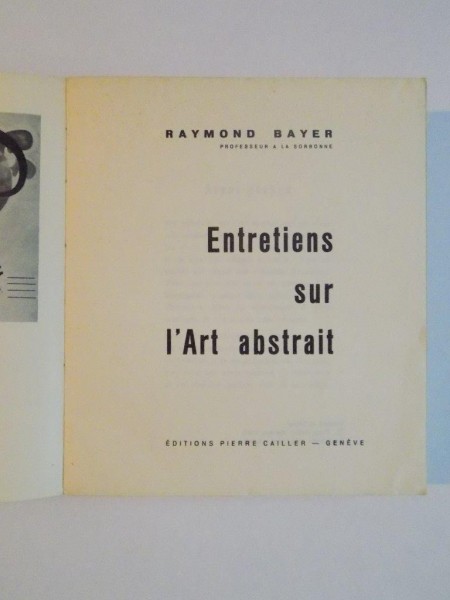 RAYMOND BAYER
PROFESSEUR A LA SORBONNE
Entretiens
sur
l'Art abstrait
ÉDITIONS PIERRE CAILLER — GENÈVE